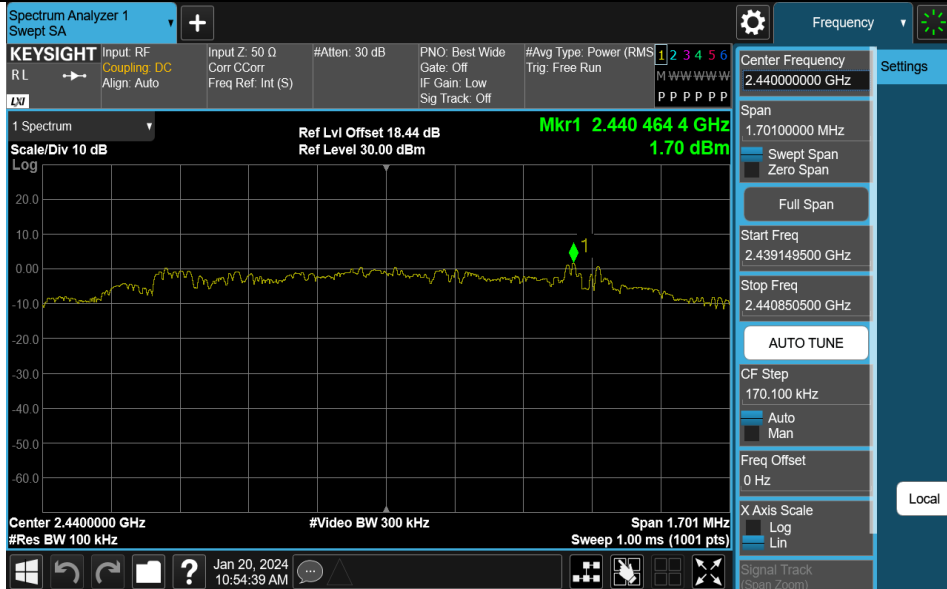 Spectrum Analyzer 1
Swept SA
Frequency
KEYSIGHT
RL
LXI
Input: RF
Coupling: DC
Align: Auto
Input Z: 50 Ω
Corr CCorr
Freq Ref: Int (S)
#Atten: 30 dB
PNO: Best Wide
Gate: Off
IF Gain: Low
Sig Track: Off
#Avg Type: Power (RMS
Trig: Free Run
1 2 3 4 5 6
M W W W W W
P P P P P P
1 Spectrum
Scale/Div 10 dB
Log
Ref Lvl Offset 18.44 dB
Ref Level 30.00 dBm
Mkr1 2.440 464 4 GHz
1.70 dBm
20.0
10.0
0.00
-10.0
-20.0
-30.0
-40.0
-50.0
-60.0
1
Center 2.4400000 GHz
#Res BW 100 kHz
#Video BW 300 kHz
Span 1.701 MHz
Sweep 1.00 ms (1001 pts)
?
Jan 20, 2024
10:54:39 AM
Center Frequency
2.440000000 GHz
Span
1.70100000 MHz
Swept Span
Zero Span
Full Span
Start Freq
2.439149500 GHz
Stop Freq
2.440850500 GHz
AUTO TUNE
CF Step
170.100 kHz
Auto
Man
Freq Offset
0 Hz
X Axis Scale
Log
Lin
Signal Track
(Span Zoom)
Settings
Local